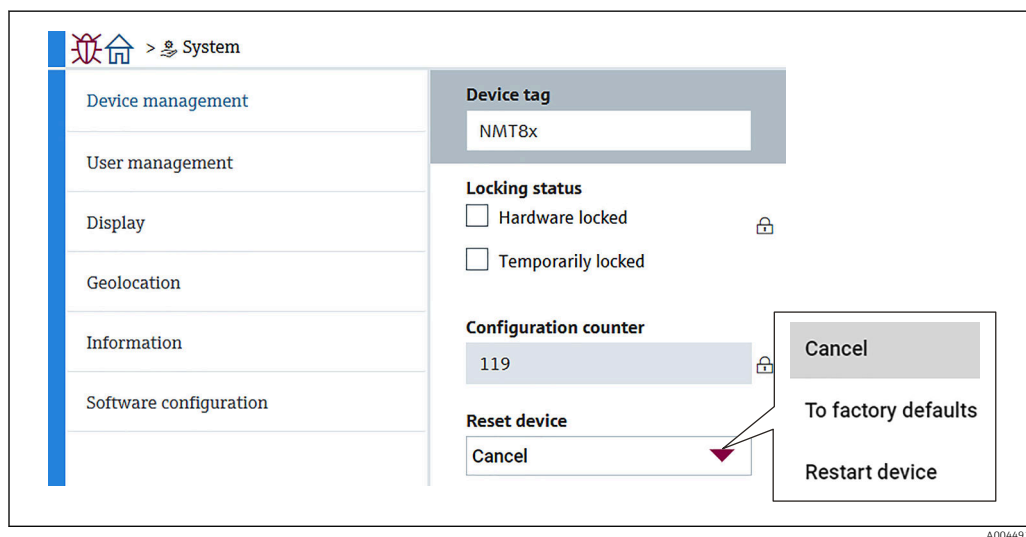 > System
Device management
User management
Display
Geolocation
Information
Software configuration
Device tag
NMT8x
Locking status
Hardware locked
Temporarily locked
Configuration counter
119
Reset device
Cancel
Cancel
To factory defaults
Restart device